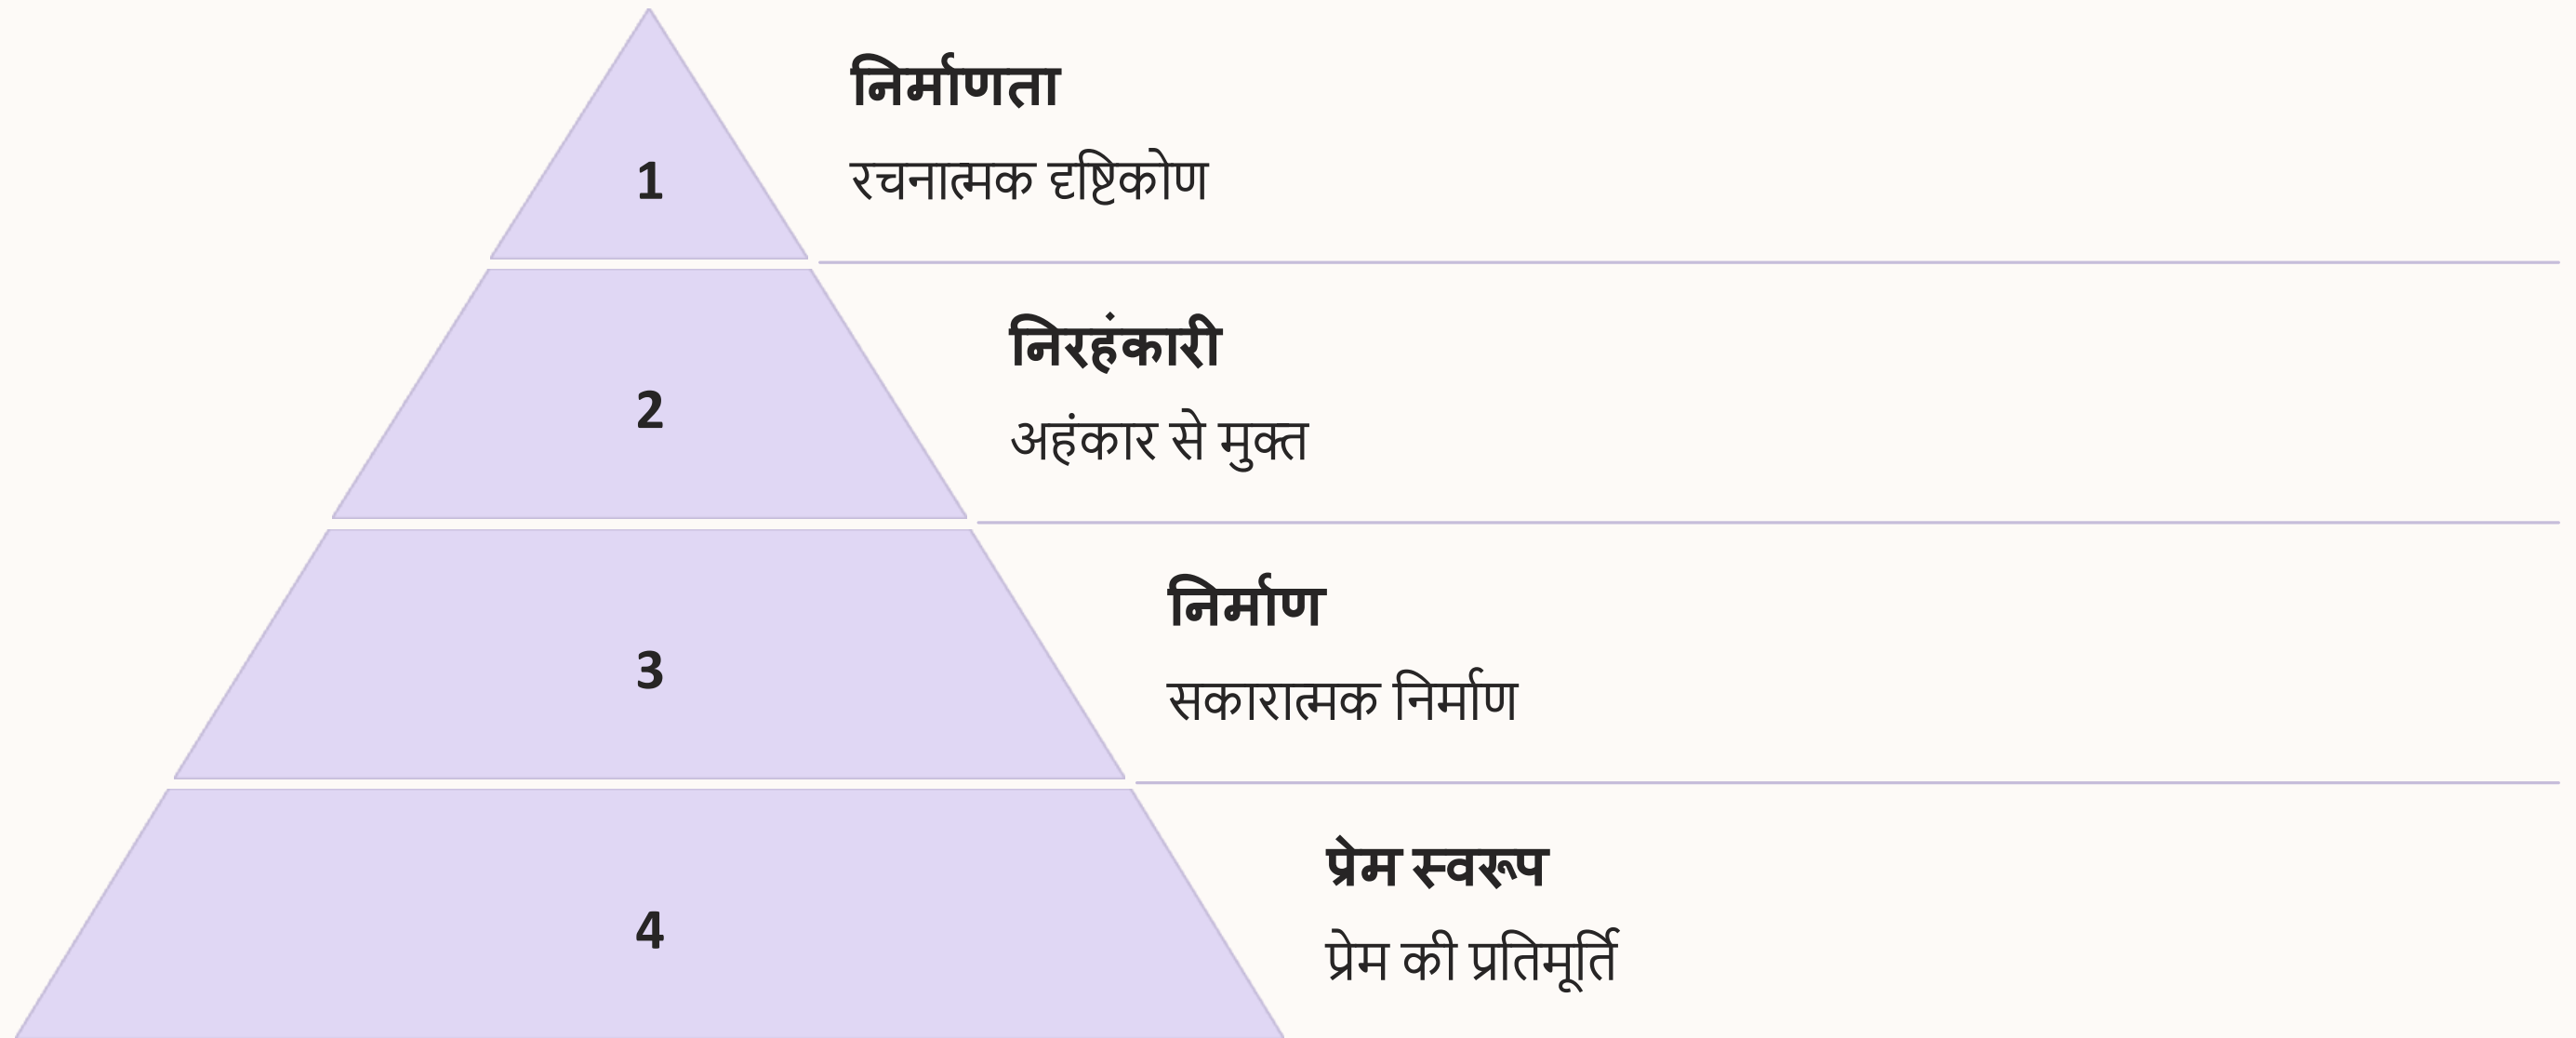 1
निर्माणता
रचनात्मक दृष्टिकोण
2
निरहंकारी
अहंकार से मुक्त
3
निर्माण
सकारात्मक निर्माण
4
प्रेम स्वरूप
प्रेम की प्रतिमूर्ति